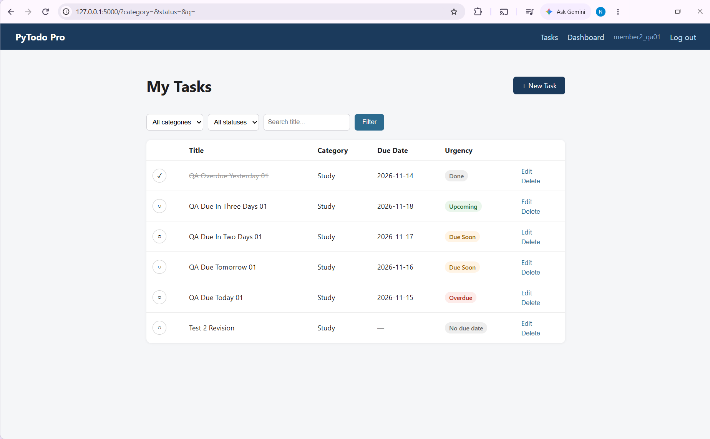 127.0.0.1:5000/?category=&status=&q=
Ask Gemini
PyTodo Pro
Tasks Dashboard member2_qa01 Log out
My Tasks
+ New Task
All categories All statuses Search title... Filter
Title Category Due Date Urgency
QA Overdue Yesterday 01 Study 2026-11-14 Done Edit
Delete
QA Due In Three Days 01 Study 2026-11-18 Upcoming Edit
Delete
QA Due In Two Days 01 Study 2026-11-17 Due Soon Edit
Delete
QA Due Tomorrow 01 Study 2026-11-16 Due Soon Edit
Delete
QA Due Today 01 Study 2026-11-15 Overdue Edit
Delete
Test 2 Revision Study — No due date Edit
Delete